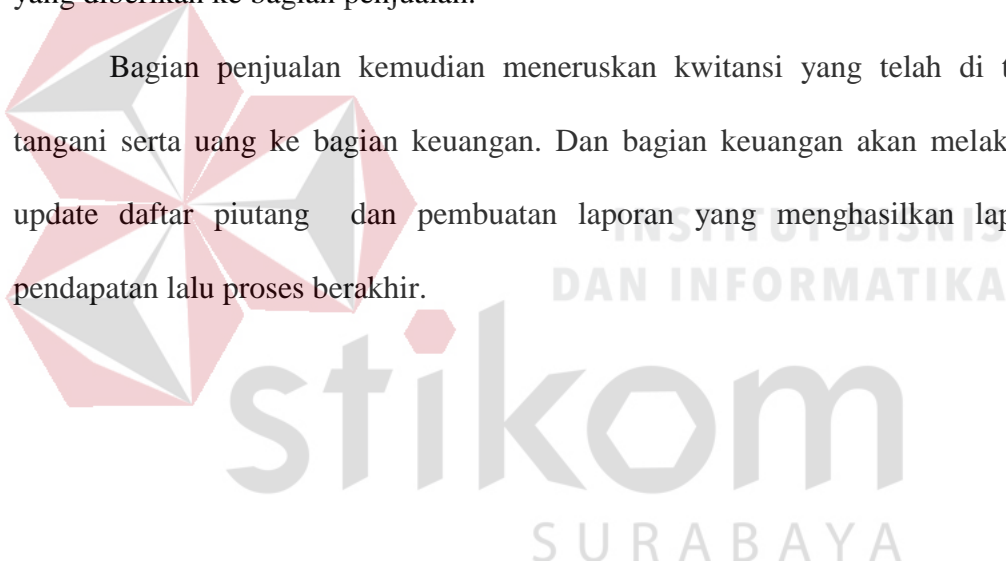 yang diberikan ke bagian penjualan.
Bagian penjualan kemudian meneruskan kwitansi yang telah di
tangani serta uang ke bagian keuangan. Dan bagian keuangan akan
update daftar piutang dan pembuatan laporan yang menghasilkan
pendapatan lalu proses berakhir.
INSTITUT BISNIS
DAN INFORMATIKA
stikom
SURABAYA